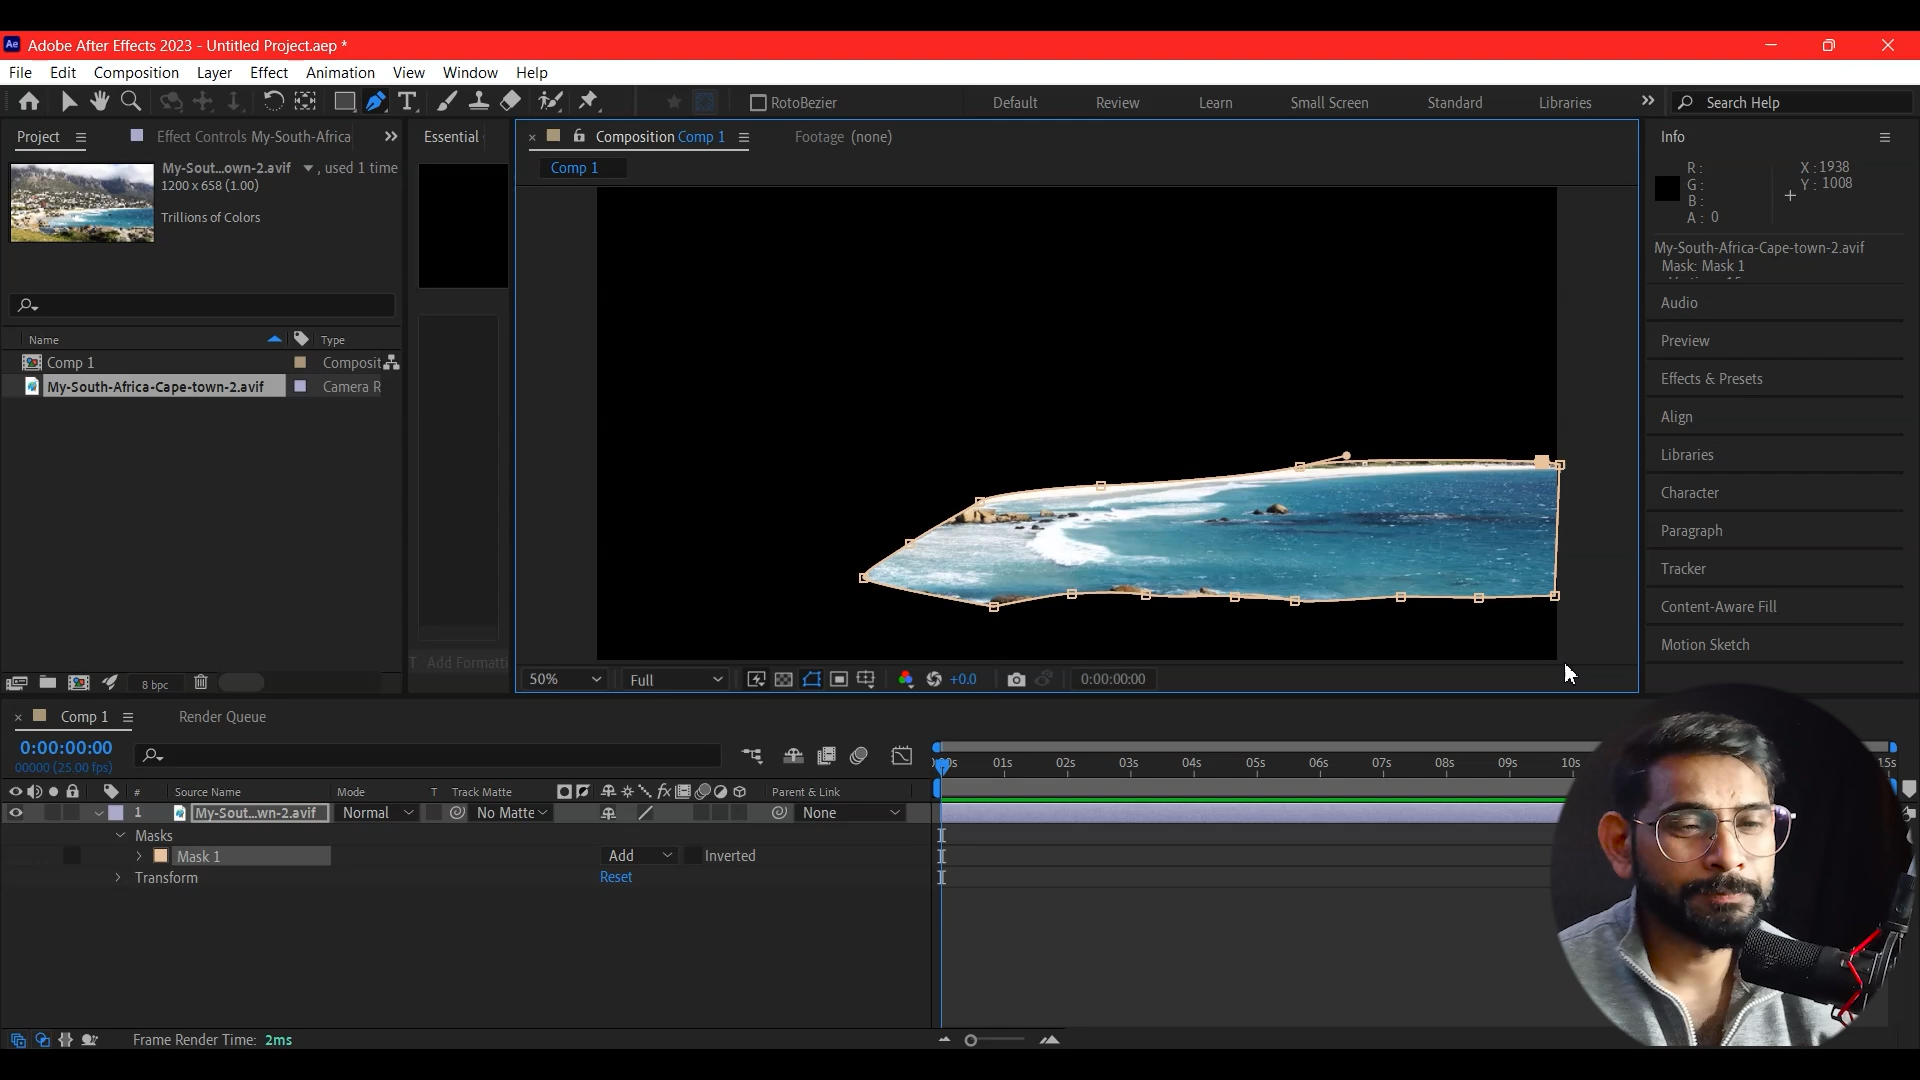 Ae Adobe After Effects 2023 - Untitled Project.aep *
File Edit Composition Layer Effect Animation View Window Help
RotoBezier Default Review Learn Small Screen Standard Libraries Search Help
Project Effect Controls My-South-Africa Essential Composition Comp 1 Footage (none) Info
My-Sout...own-2.avif , used 1 time
1200 x 658 (1.00)
Trillions of Colors
Comp 1
R :
G :
B :
A : 0
X : 1938
Y : 1008
My-South-Africa-Cape-town-2.avif
Mask: Mask 1
Audio
Preview
Effects & Presets
Align
Libraries
Character
Paragraph
Tracker
Content-Aware Fill
Motion Sketch
Name Type
Comp 1 Composit
My-South-Africa-Cape-town-2.avif Camera R
T Add Formatti
8 bpc
50% Full +0.0 0:00:00:00
Comp 1 Render Queue
0:00:00:00
00000 (25.00 fps)
01s 02s 03s 04s 05s 06s 07s 08s 09s 10s 15s
# Source Name Mode T Track Matte fx Parent & Link
1 My-Sout...wn-2.avif Normal No Matte None
Masks
Mask 1 Add Inverted
Transform Reset
Frame Render Time: 2ms